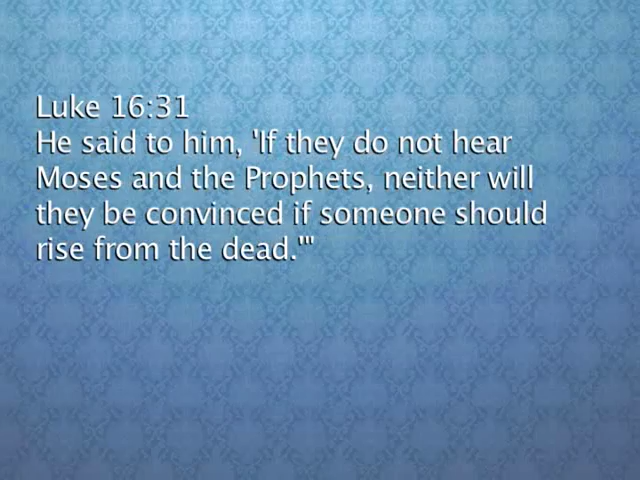 Luke 16:31
He said to him, 'If they do not hear
Moses and the Prophets, neither will
they be convinced if someone should
rise from the dead.'"